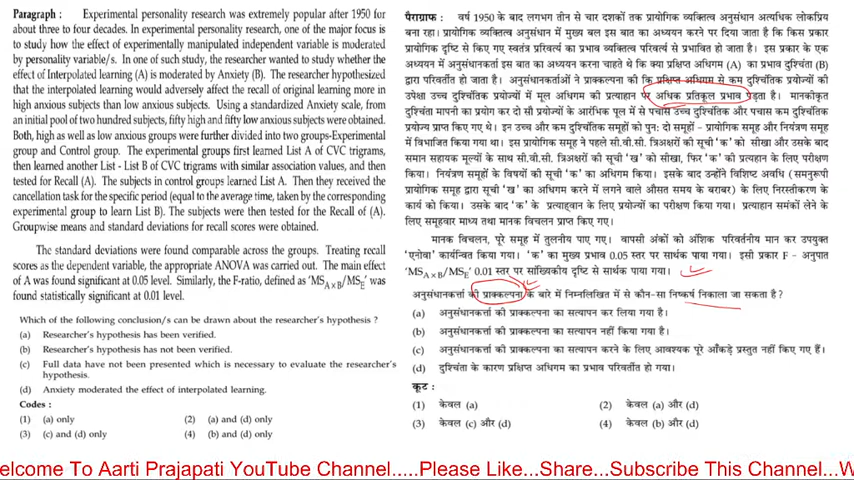 Paragraph : Experimental personality research was extremely popular after 1950 for
about three to four decades. In experimental personality research, one of the major focus is
to study how the effect of experimentally manipulated independent variable is moderated
by personality variable/s. In one of such study, the researcher wanted to study whether the
effect of Interpolated learning (A) is moderated by Anxiety (B). The researcher hypothesized
that the interpolated learning would adversely affect the recall of original learning more in
high anxious subjects than low anxious subjects. Using a standardized Anxiety scale, from
an initial pool of two hundred subjects, fifty high and fifty low anxious subjects were obtained.
Both, high as well as low anxious groups were further divided into two groups-Experimental
group and Control group. The experimental groups first learned List A of CVC trigrams,
then learned another List - List B of CVC trigrams with similar association values, and then
tested for Recall (A). The subjects in control groups learned List A. Then they received the
cancellation task for the specific period (equal to the average time, taken by the corresponding
experimental group to learn List B). The subjects were then tested for the Recall of (A).
Groupwise means and standard deviations for recall scores were obtained.
The standard deviations were found comparable across the groups. Treating recall
scores as the dependent variable, the appropriate ANOVA was carried out. The main effect
of A was found significant at 0.05 level. Similarly, the F-ratio, defined as 'MSA×B/MSE' was
found statistically significant at 0.01 level.
Which of the following conclusion/s can be drawn about the researcher's hypothesis ?
(a) Researcher's hypothesis has been verified.
(b) Researcher's hypothesis has not been verified.
(c) Full data have not been presented which is necessary to evaluate the researcher's
hypothesis.
(d) Anxiety moderated the effect of interpolated learning.
Codes :
(1) (a) only (2) (a) and (d) only
(3) (c) and (d) only (4) (b) and (d) only
पैराग्राफ : वर्ष 1950 के बाद लगभग तीन से चार दशकों तक प्रायोगिक व्यक्तित्व अनुसंधान अत्यधिक लोकप्रिय
बना रहा। प्रायोगिक व्यक्तित्व अनुसंधान में मुख्य बल इस बात का अध्ययन करने पर दिया जाता है कि किस प्रकार
प्रायोगिक दृष्टि से किए गए स्वतंत्र प्ररिवर्त्य का प्रभाव व्यक्तित्व परिवर्त्य से प्रभावित हो जाता है। इस प्रकार के एक
अध्ययन में अनुसंधानकर्त्ता इस बात का अध्ययन करना चाहते थे कि क्या प्रक्षिप्त अधिगम (A) का प्रभाव दुश्चिंता (B)
द्वारा परिवर्तित हो जाता है। अनुसंधानकर्त्ताओं ने प्राक्कल्पना की कि प्रक्षिप्त अधिगम से कम दुश्चिंतिक प्रयोज्यों की
उपेक्षा उच्च दुश्चिंतिक प्रयोज्यों में मूल अधिगम की प्रत्याहान पर अधिक प्रतिकूल प्रभाव पड़ता है। मानकीकृत
दुश्चिंता मापनी का प्रयोग कर दो सौ प्रयोज्यों के आरंभिक पूल में से पचास उच्च दुश्चिंतिक और पचास कम दुश्चिंतिक
प्रयोज्य प्राप्त किए गए थे। इन उच्च और कम दुश्चिंतिक समूहों को पुन: दो समूहों – प्रायोगिक समूह और नियंत्रण समूह
में विभाजित किया गया था। इस प्रायोगिक समूह ने पहले सी.वी.सी. त्रिअक्षरों की सूची 'क' को सीखा और उसके बाद
समान सहायक मूल्यों के साथ सी.वी.सी. त्रिअक्षरों की सूची 'ख' को सीखा, फिर 'क' की प्रत्याहान के लिए परीक्षण
किया। नियंत्रण समूहों के विषयों की सूची 'क' का अधिगम किया। इसके बाद उन्होंने विशिष्ट अवधि (समनुरूपी
प्रायोगिक समूह द्वारा सूची 'ख' का अधिगम में लगने वाले औसत समय के बराबर) के लिए निरस्तीकरण के
कार्य को किया। उसके बाद 'क' के प्रत्याह्वान के लिए प्रयोज्यों का परीक्षण किया गया। प्रत्याहान समंकों लेने के
लिए समूहवार माध्य तथा मानक विचलन प्राप्त किए गए।
मानक विचलन, पूरे समूह में तुलनीय पाए गए। वापसी अंकों को आंशिक परिवर्तनीय मान कर उपयुक्त
'एनोवा' कार्यन्वित किया गया। 'क' का मुख्य प्रभाव 0.05 स्तर पर सार्थक पाया गया। इसी प्रकार F – अनुपात
'MSA×B/MSE' 0.01 स्तर पर सांख्यिकीय दृष्टि से सार्थक पाया गया।
अनुसंधानकर्त्ता की प्राक्कल्पना के बारे में निम्नलिखित में से कौन-सा निष्कर्ष निकाला जा सकता है?
(a) अनुसंधानकर्त्ता की प्राक्कल्पना का सत्यापन कर लिया गया है।
(b) अनुसंधानकर्त्ता की प्राक्कल्पना का सत्यापन नहीं किया गया है।
(c) अनुसंधानकर्त्ता की प्राक्कल्पना का सत्यापन करने के लिए आवश्यक पूरे आँकड़े प्रस्तुत नहीं किए गए हैं।
(d) दुश्चिंता के कारण प्रक्षिप्त अधिगम का प्रभाव परिवर्तीत हो गया।
कूट :
(1) केवल (a) (2) केवल (a) और (d)
(3) केवल (c) और (d) (4) केवल (b) और (d)
elcome To Aarti Prajapati YouTube Channel.....Please Like...Share...Subscribe This Channel...W